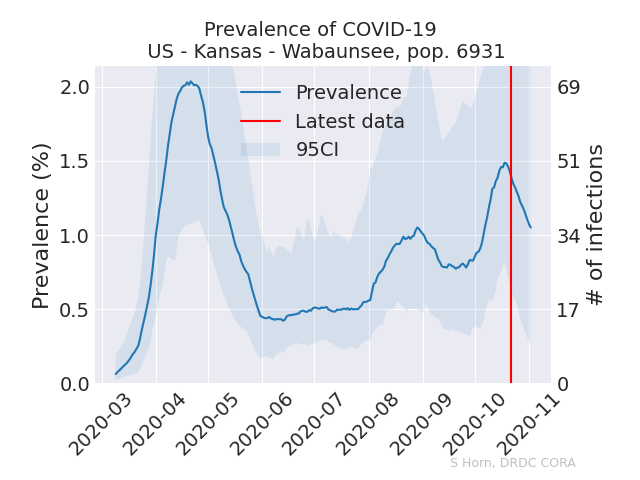 Prevalence of COVID-19
US - Kansas - Wabaunsee, pop. 6931
Prevalence
Latest data
95CI
Prevalence (%)
2.0
1.5
1.0
0.5
0.0
69
51
34
17
0
# of infections
2020-03
2020-04
2020-05
2020-06
2020-07
2020-08
2020-09
2020-10
2020-11
S Horn, DRDC CORA